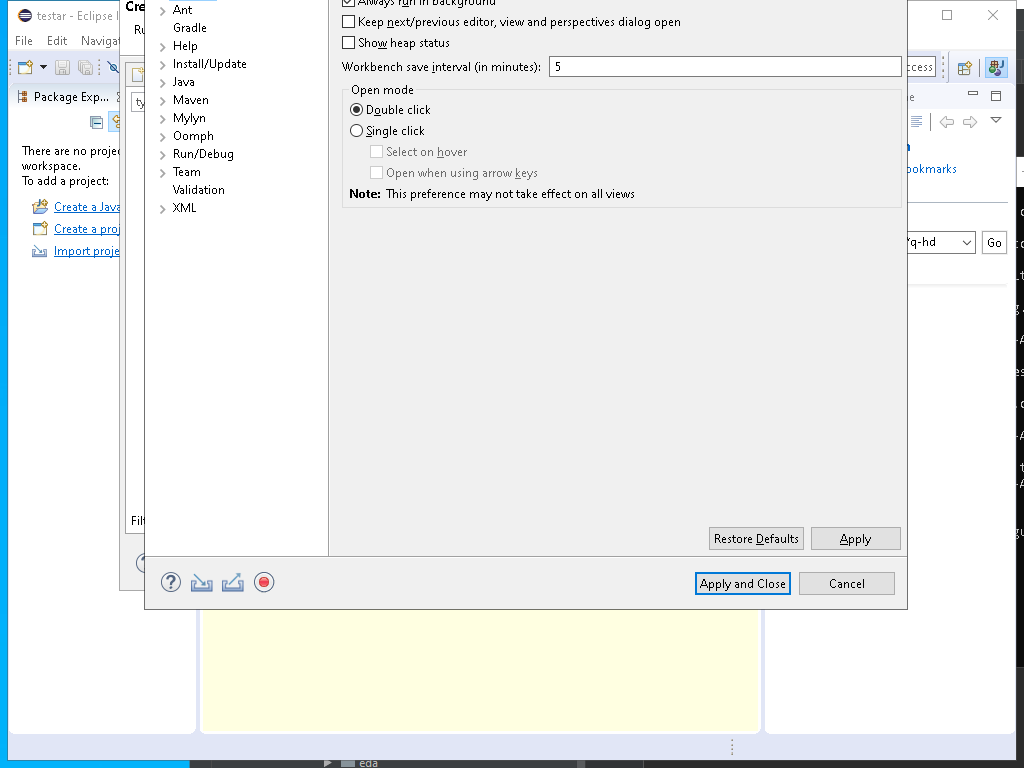 testar - Eclipse I
File Edit Navigat
Package Exp...
There are no proje
workspace.
To add a project:
Create a Java
Create a proj
Import proje
Cre
Ru
ty
Filt
Ant
Gradle
Help
Install/Update
Java
Maven
Mylyn
Oomph
Run/Debug
Team
Validation
XML
Always run in background
Keep next/previous editor, view and perspectives dialog open
Show heap status
Workbench save interval (in minutes): 5
Open mode
Double click
Single click
Select on hover
Open when using arrow keys
Note: This preference may not take effect on all views
Restore Defaults Apply
Apply and Close Cancel
ccess
ookmarks
q-hd
Go
eda